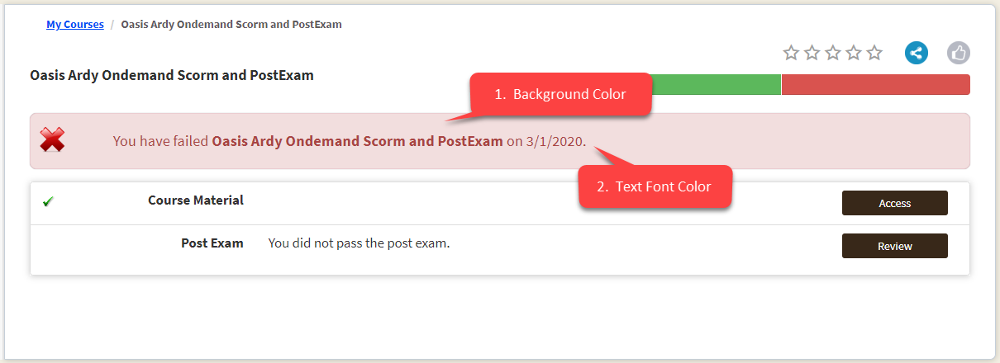 My Courses / Oasis Ardy Ondemand Scorm and PostExam
Oasis Ardy Ondemand Scorm and PostExam
1. Background Color
You have failed Oasis Ardy Ondemand Scorm and PostExam on 3/1/2020.
2. Text Font Color
Course Material
Access
Post Exam You did not pass the post exam.
Review